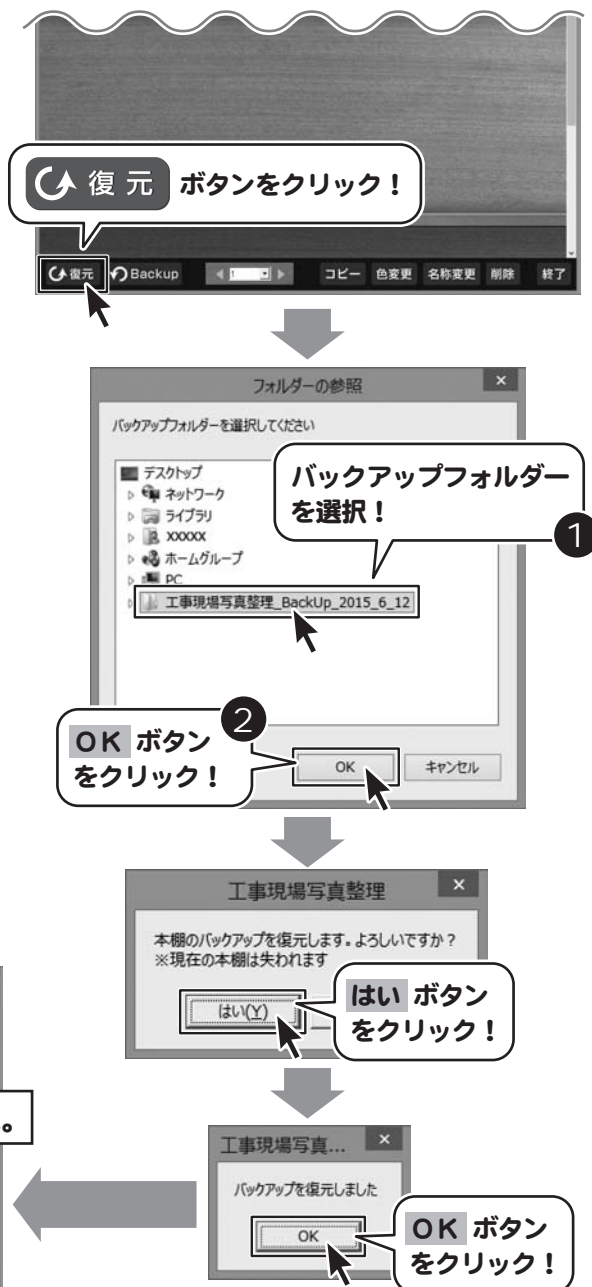 復 元 ボタンをクリック！
復元 Backup 1 コピー 色変更 名称変更 削除 終了
フォルダーの参照
バックアップフォルダーを選択してください
デスクトップ
ネットワーク
ライブラリ
XXXXX
ホームグループ
PC
工事現場写真整理_BackUp_2015_6_12
バックアップフォルダー
を選択！
1
2
OK ボタン
をクリック！
OK キャンセル
工事現場写真整理
本棚のバックアップを復元します。よろしいですか？
※現在の本棚は失われます
はい(Y)
はい ボタン
をクリック！
。
工事現場写真...
バックアップを復元しました
OK
OK ボタン
をクリック！